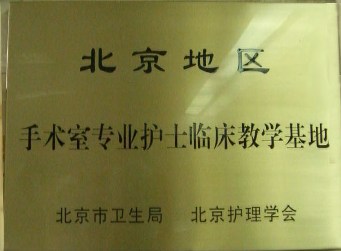 北京地区
手术室专业护士临床教学基地
北京市卫生局 北京护理学会